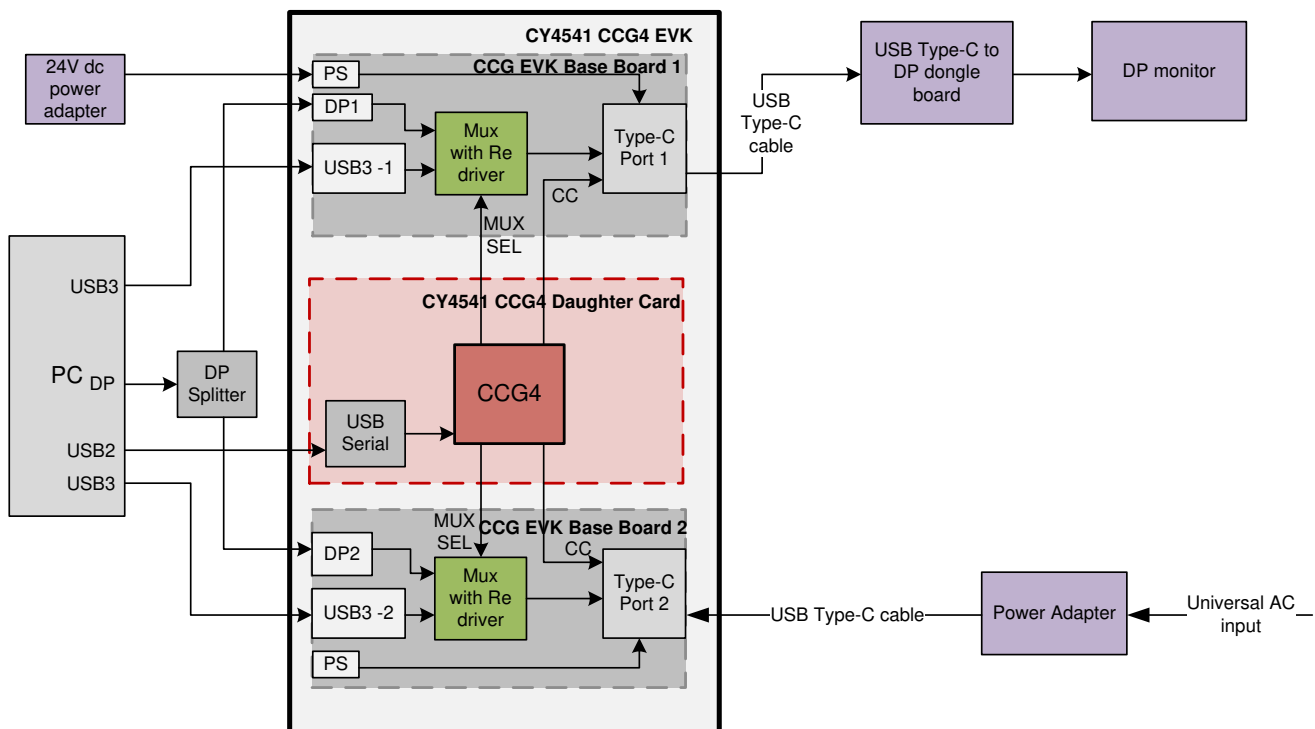 CY4541 CCG4 EVK
24V dc
power
adapter
CCG EVK Base Board 1
PS
DP1
USB3 -1
Mux
with Re
driver
Type-C
Port 1
CC
MUX
SEL
USB
Type-C
cable
USB Type-C to
DP dongle
board
DP monitor
PC
USB3
DP
USB2
USB3
DP
Splitter
CY4541 CCG4 Daughter Card
CCG4
USB
Serial
CCG EVK Base Board 2
MUX
SEL
CC
DP2
USB3 -2
PS
Mux
with Re
driver
Type-C
Port 2
USB Type-C cable
Power Adapter
Universal AC
input